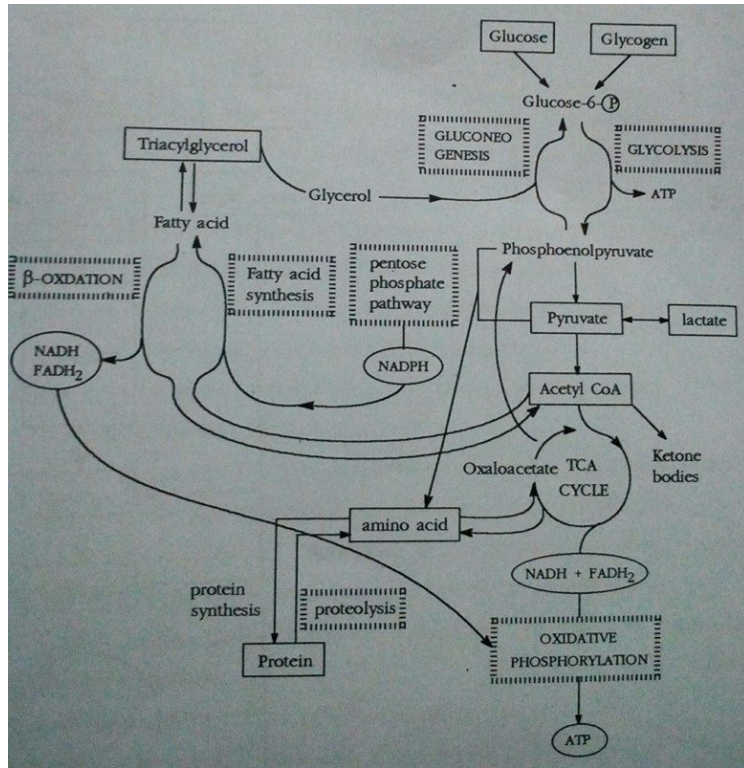 Glucose
Glycogen
Glucose-6-P
GLUCONEO
GENESIS
GLYCOLYSIS
Triacylglycerol
Glycerol
ATP
Fatty acid
β-OXDATION
Fatty acid
synthesis
pentose
phosphate
pathway
Phosphoenolpyruvate
Pyruvate
lactate
NADH
FADH₂
NADPH
Acetyl CoA
Ketone
bodies
Oxaloacetate
TCA
CYCLE
amino acid
NADH + FADH₂
protein
synthesis
proteolysis
Protein
OXIDATIVE
PHOSPHORYLATION
ATP